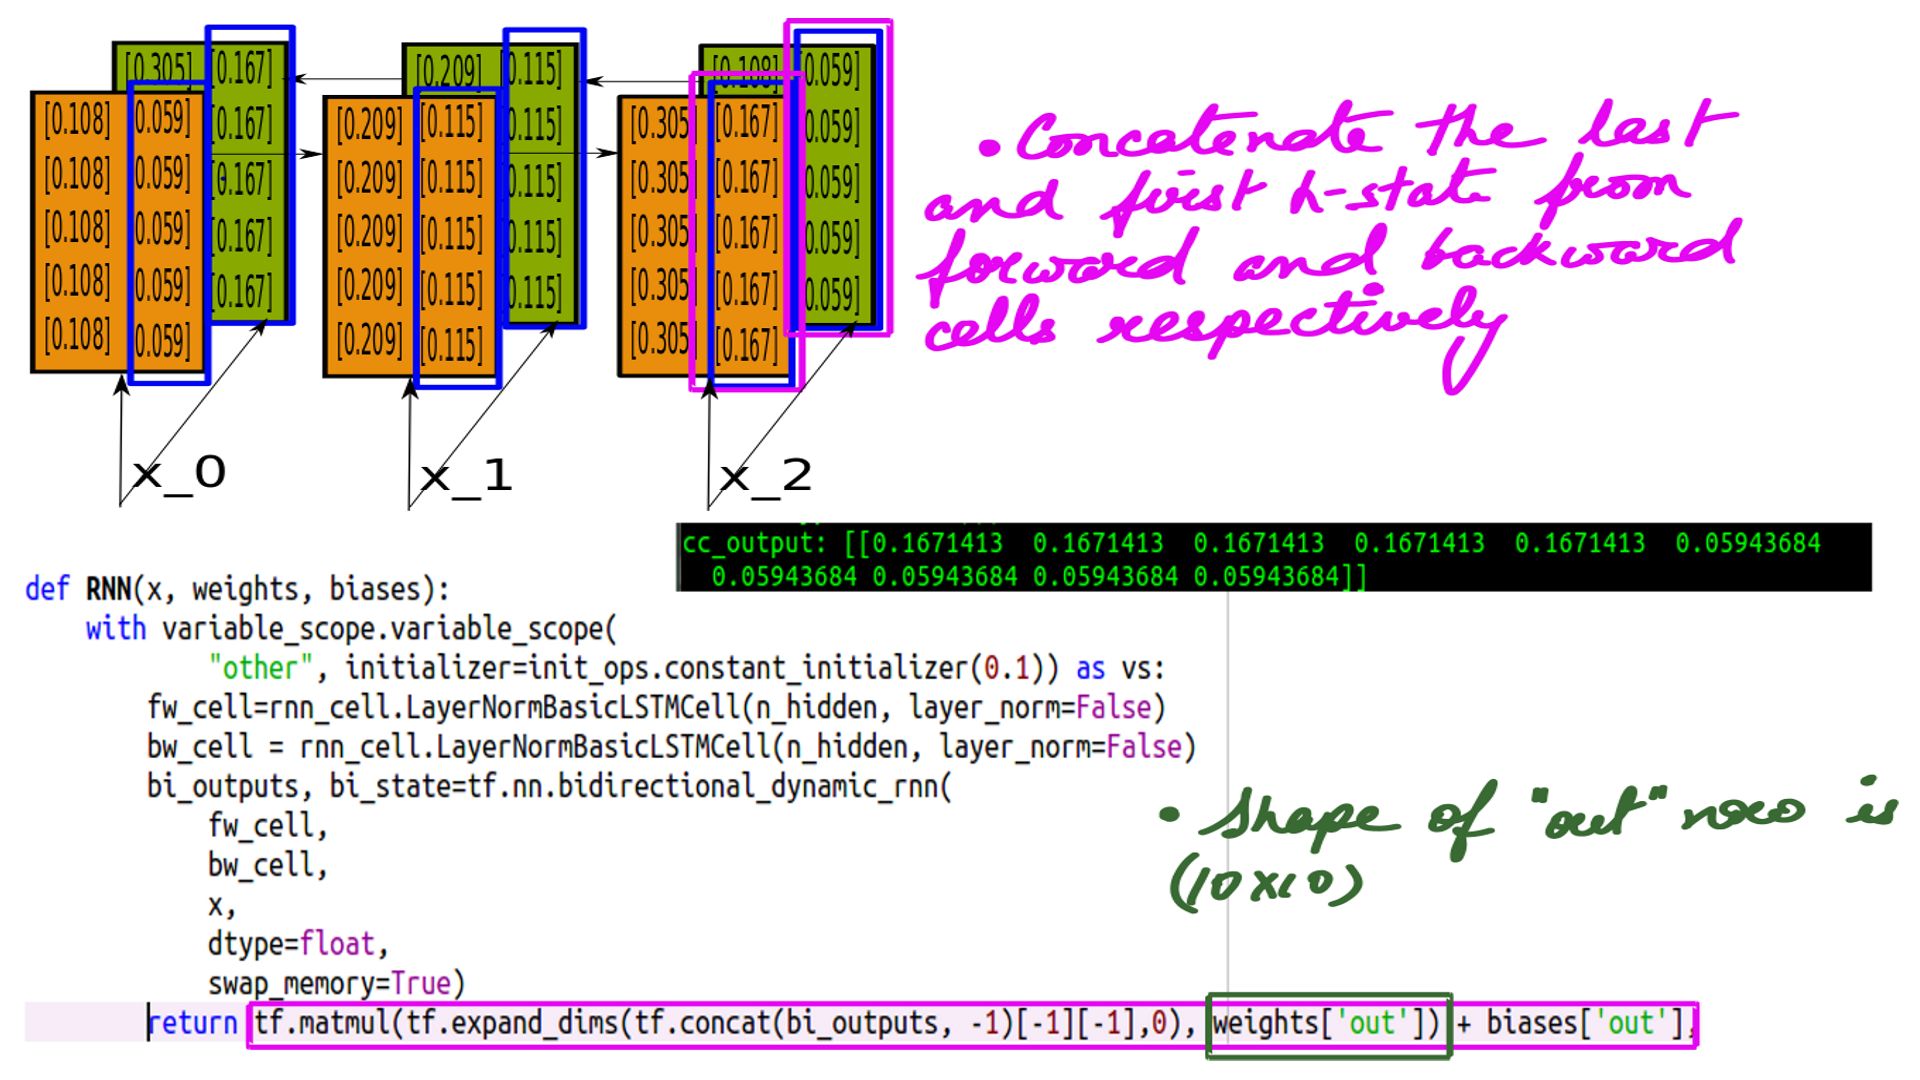 [0.305] [0.167] [0.209] [0.115] [0.108] [0.059]
[0.167] [0.115] [0.059]
[0.167] [0.115] [0.059]
[0.167] [0.115] [0.059]
[0.167] [0.115] [0.059]
[0.108] [0.059] [0.209] [0.115] [0.305] [0.167]
[0.108] [0.059] [0.209] [0.115] [0.305] [0.167]
[0.108] [0.059] [0.209] [0.115] [0.305] [0.167]
[0.108] [0.059] [0.209] [0.115] [0.305] [0.167]
[0.108] [0.059] [0.209] [0.115] [0.305] [0.167]
x_0 x_1 x_2
• Concatenate the last
and first h-state from
forward and backward
cells respectively
cc_output: [[0.1671413 0.1671413 0.1671413 0.1671413 0.1671413 0.05943684
0.05943684 0.05943684 0.05943684 0.05943684]]
def RNN(x, weights, biases):
with variable_scope.variable_scope(
"other", initializer=init_ops.constant_initializer(0.1)) as vs:
fw_cell=rnn_cell.LayerNormBasicLSTMCell(n_hidden, layer_norm=False)
bw_cell = rnn_cell.LayerNormBasicLSTMCell(n_hidden, layer_norm=False)
bi_outputs, bi_state=tf.nn.bidirectional_dynamic_rnn(
fw_cell,
bw_cell,
x,
dtype=float,
swap_memory=True)
return tf.matmul(tf.expand_dims(tf.concat(bi_outputs, -1)[-1][-1],0), weights['out']) + biases['out'],
• Shape of "out" now is
(10x10)